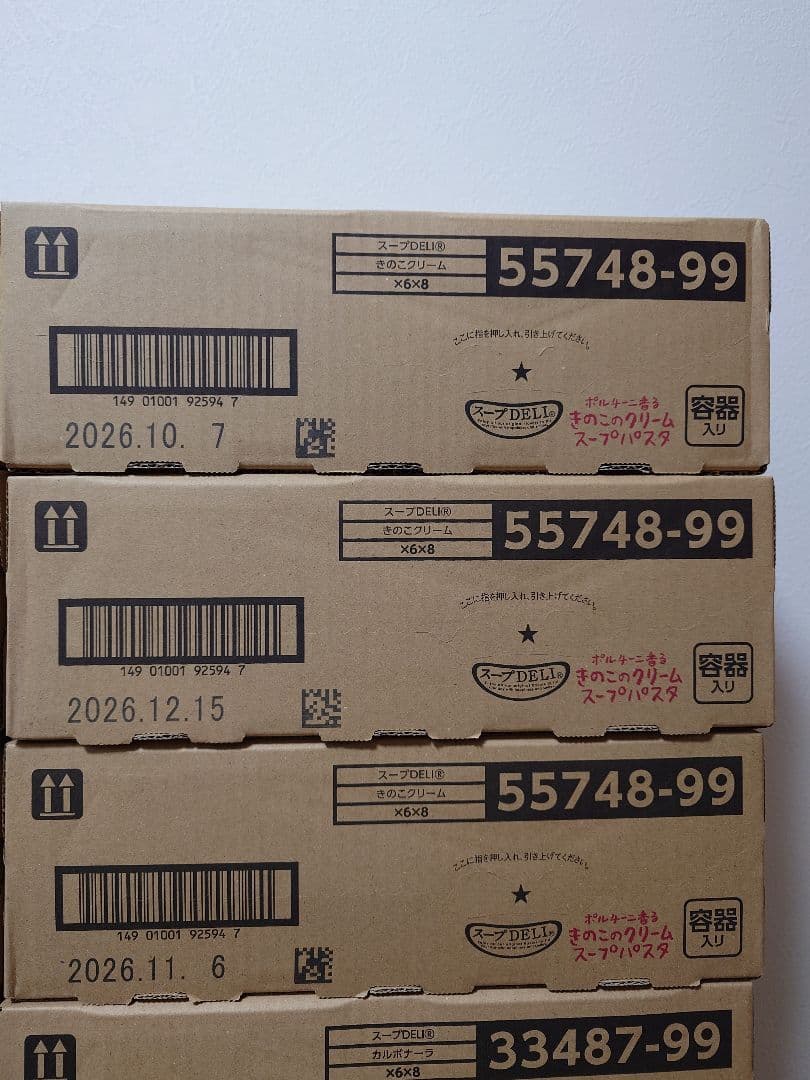 スープDELI®
きのこクリーム
×6×8
55748-99
ここに指を押し入れ、引き上げてください。
★
149 01001 92594 7
2026.10. 7
スープDELI®
ポルチーニ香る
きのこのクリーム
スープパスタ
容器
入り
スープDELI®
きのこクリーム
×6×8
55748-99
ここに指を押し入れ、引き上げてください。
★
149 01001 92594 7
2026.12.15
スープDELI®
ポルチーニ香る
きのこのクリーム
スープパスタ
容器
入り
スープDELI®
きのこクリーム
×6×8
55748-99
ここに指を押し入れ、引き上げてください。
★
149 01001 92594 7
2026.11. 6
スープDELI®
ポルチーニ香る
きのこのクリーム
スープパスタ
容器
入り
スープDELI®
カルボナーラ
×6×8
33487-99